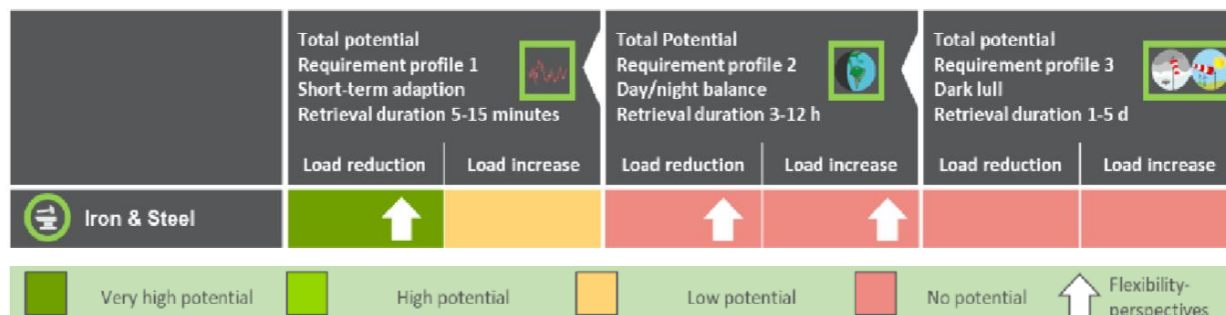 Total potential
Requirement profile 1
Short-term adaption
Retrieval duration 5-15 minutes
Total Potential
Requirement profile 2
Day/night balance
Retrieval duration 3-12 h
Total potential
Requirement profile 3
Dark lull
Retrieval duration 1-5 d
Load reduction
Load increase
Load reduction
Load increase
Load reduction
Load increase
Iron & Steel
Very high potential
High potential
Low potential
No potential
Flexibility-
perspectives